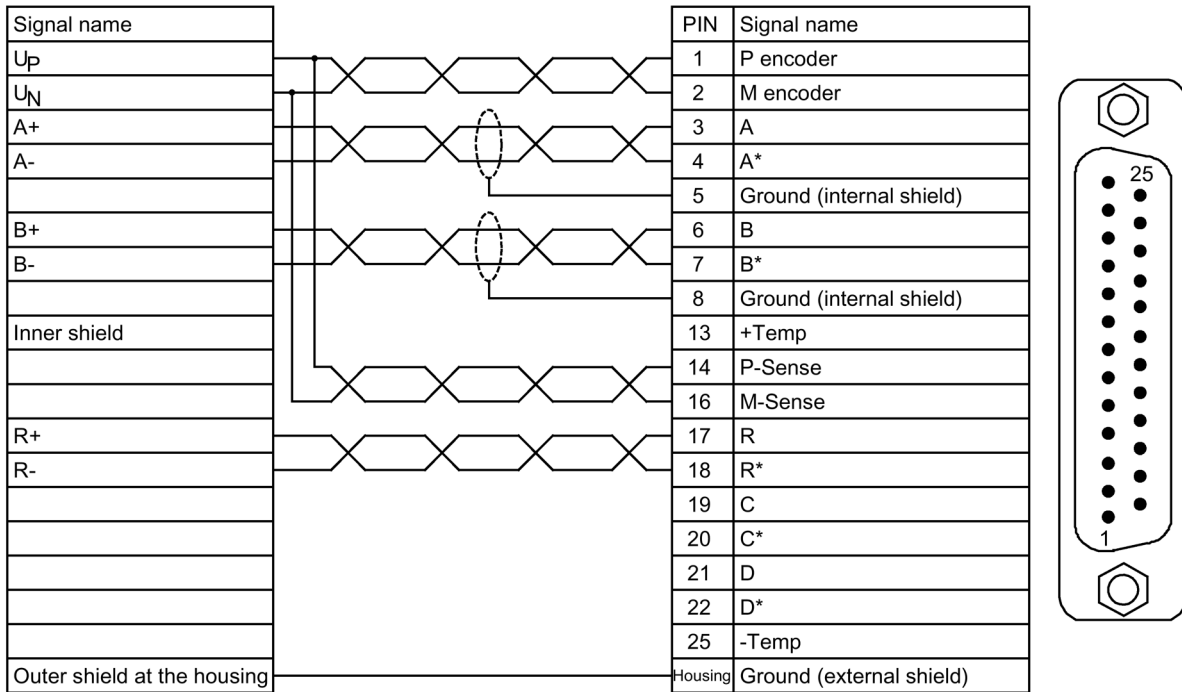 Signal name PIN Signal name
UP 1 P encoder
UN 2 M encoder
A+ 3 A
A- 4 A*
5 Ground (internal shield)
B+ 6 B
B- 7 B*
8 Ground (internal shield)
Inner shield 13 +Temp
14 P-Sense
16 M-Sense
R+ 17 R
R- 18 R*
19 C
20 C*
21 D
22 D*
25 -Temp
Outer shield at the housing Housing Ground (external shield)
25
1